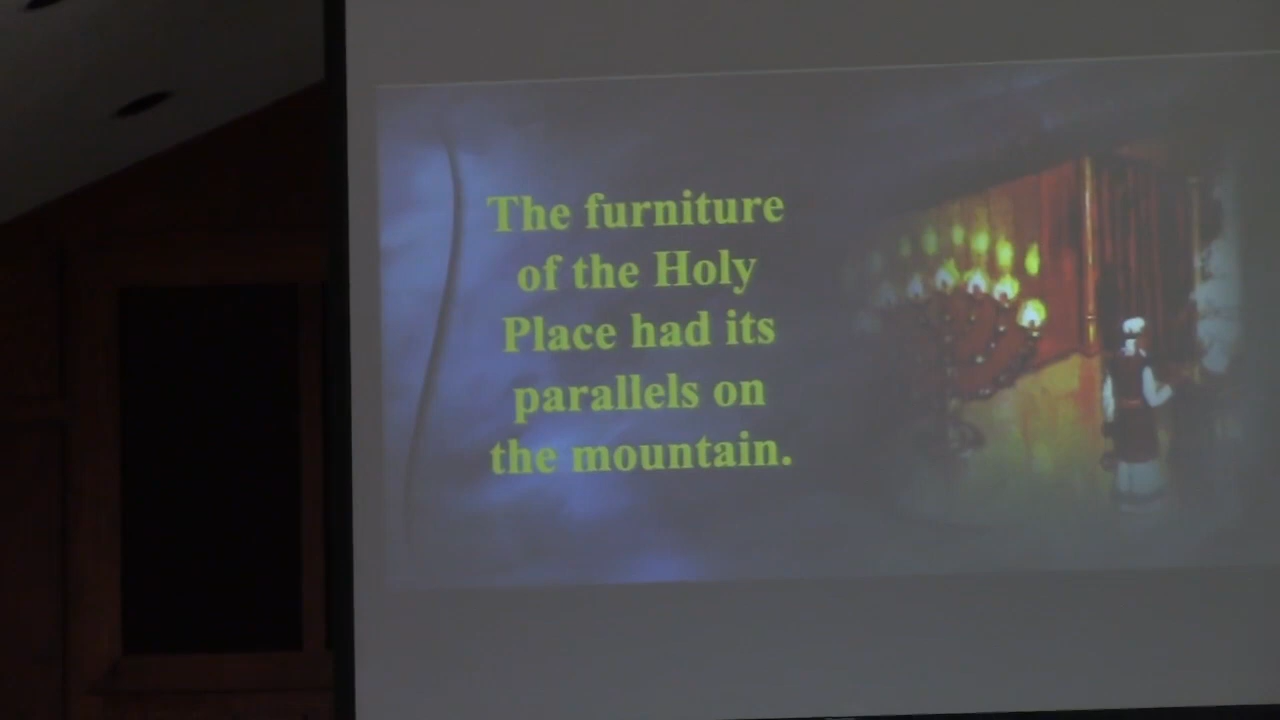 The furniture
of the Holy
Place had its
parallels on
the mountain.